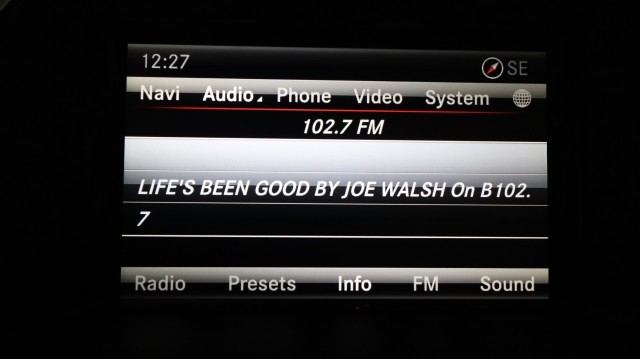 12:27 SE
Navi Audio Phone Video System
102.7 FM
LIFE'S BEEN GOOD BY JOE WALSH On B102.
7
Radio Presets Info FM Sound